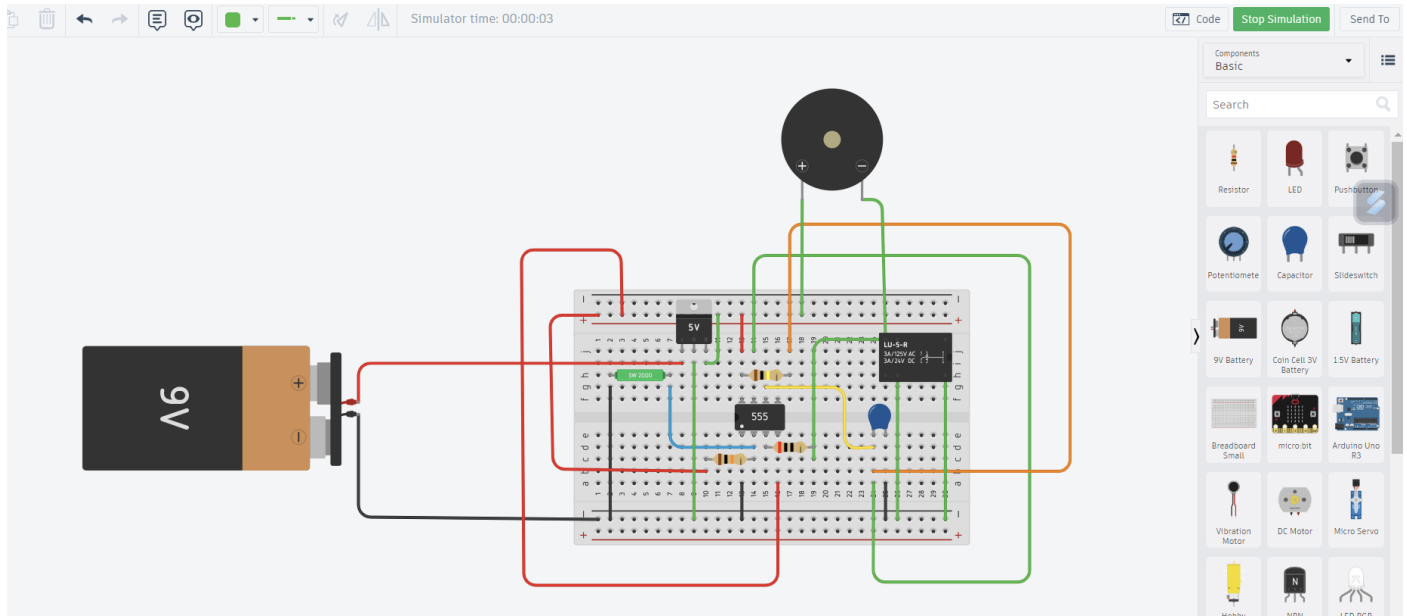 Simulator time: 00:00:03
Code
Stop Simulation
Send To
Components
Basic
Search
Resistor
LED
Pushbutton
Potentiomete
Capacitor
Slideswitch
9V Battery
Coin Cell 3V
Battery
1.5V Battery
Breadboard
Small
micro:bit
Arduino Uno
R3
Vibration
Motor
DC Motor
Micro Servo
9V
5V
LU-5-R
3A/125V AC
3A/24V DC
555